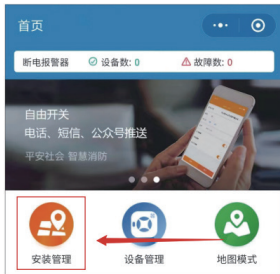 首页
断电报警器 设备数: 0 故障数: 0
自由开关
电话、短信、公众号推送
平安社会 智慧消防
安装管理 设备管理 地图模式